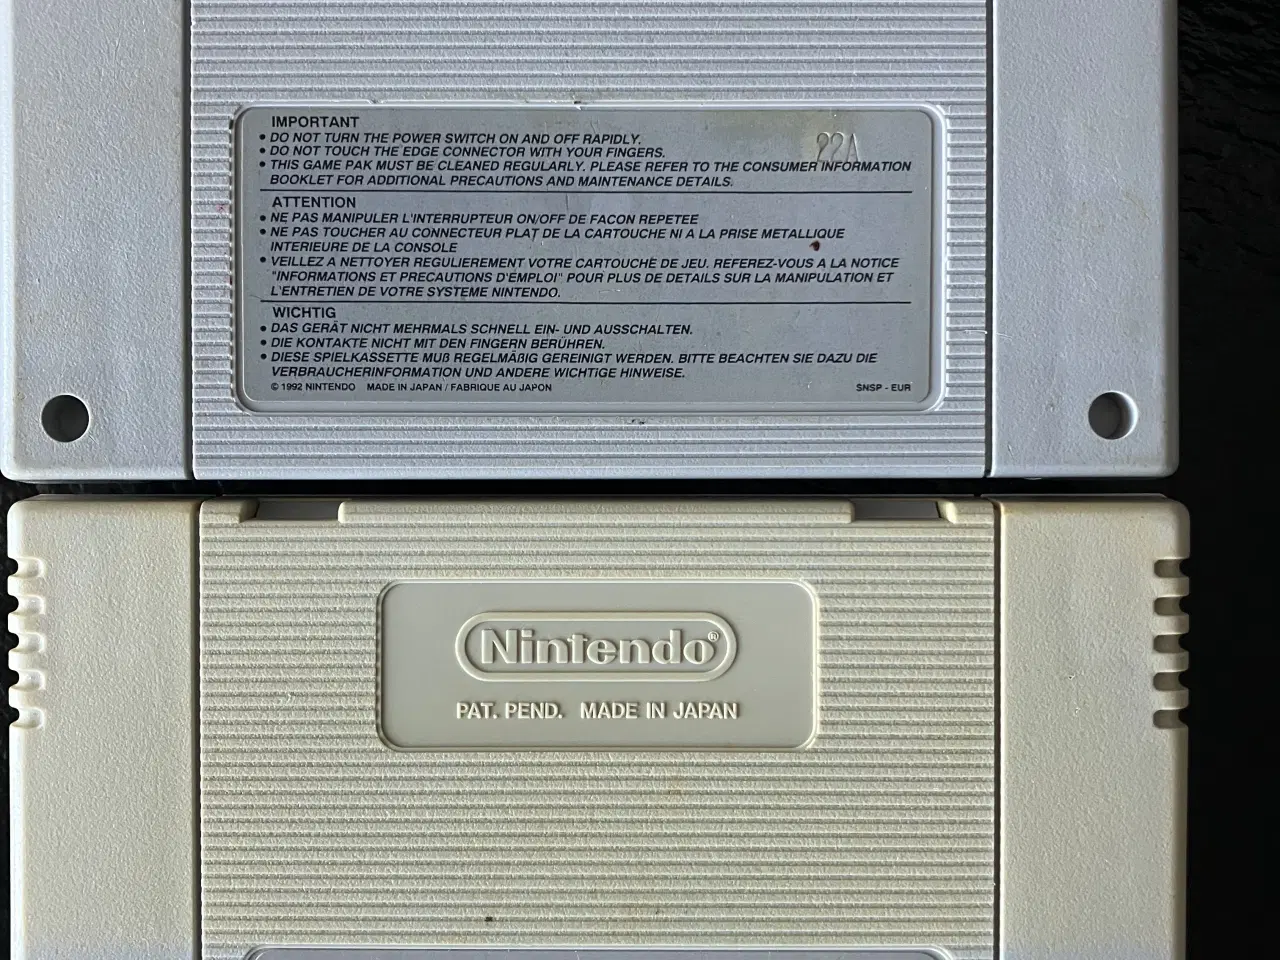 IMPORTANT
• DO NOT TURN THE POWER SWITCH ON AND OFF RAPIDLY.
• DO NOT TOUCH THE EDGE CONNECTOR WITH YOUR FINGERS.
• THIS GAME PAK MUST BE CLEANED REGULARLY. PLEASE REFER TO THE CONSUMER INFORMATION
BOOKLET FOR ADDITIONAL PRECAUTIONS AND MAINTENANCE DETAILS.
22A
ATTENTION
• NE PAS MANIPULER L'INTERRUPTEUR ON/OFF DE FACON REPETEE
• NE PAS TOUCHER AU CONNECTEUR PLAT DE LA CARTOUCHE NI A LA PRISE METALLIQUE
INTERIEURE DE LA CONSOLE
• VEILLEZ A NETTOYER REGULIEREMENT VOTRE CARTOUCHE DE JEU. REFEREZ-VOUS A LA NOTICE
"INFORMATIONS ET PRECAUTIONS D'EMPLOI" POUR PLUS DE DETAILS SUR LA MANIPULATION ET
L'ENTRETIEN DE VOTRE SYSTEME NINTENDO.
WICHTIG
• DAS GERÄT NICHT MEHRMALS SCHNELL EIN- UND AUSSCHALTEN.
• DIE KONTAKTE NICHT MIT DEN FINGERN BERÜHREN.
• DIESE SPIELKASSETTE MUß REGELMÄßIG GEREINIGT WERDEN. BITTE BEACHTEN SIE DAZU DIE
VERBRAUCHERINFORMATION UND ANDERE WICHTIGE HINWEISE.
© 1992 NINTENDO MADE IN JAPAN / FABRIQUE AU JAPON SNSP - EUR
Nintendo®
PAT. PEND. MADE IN JAPAN